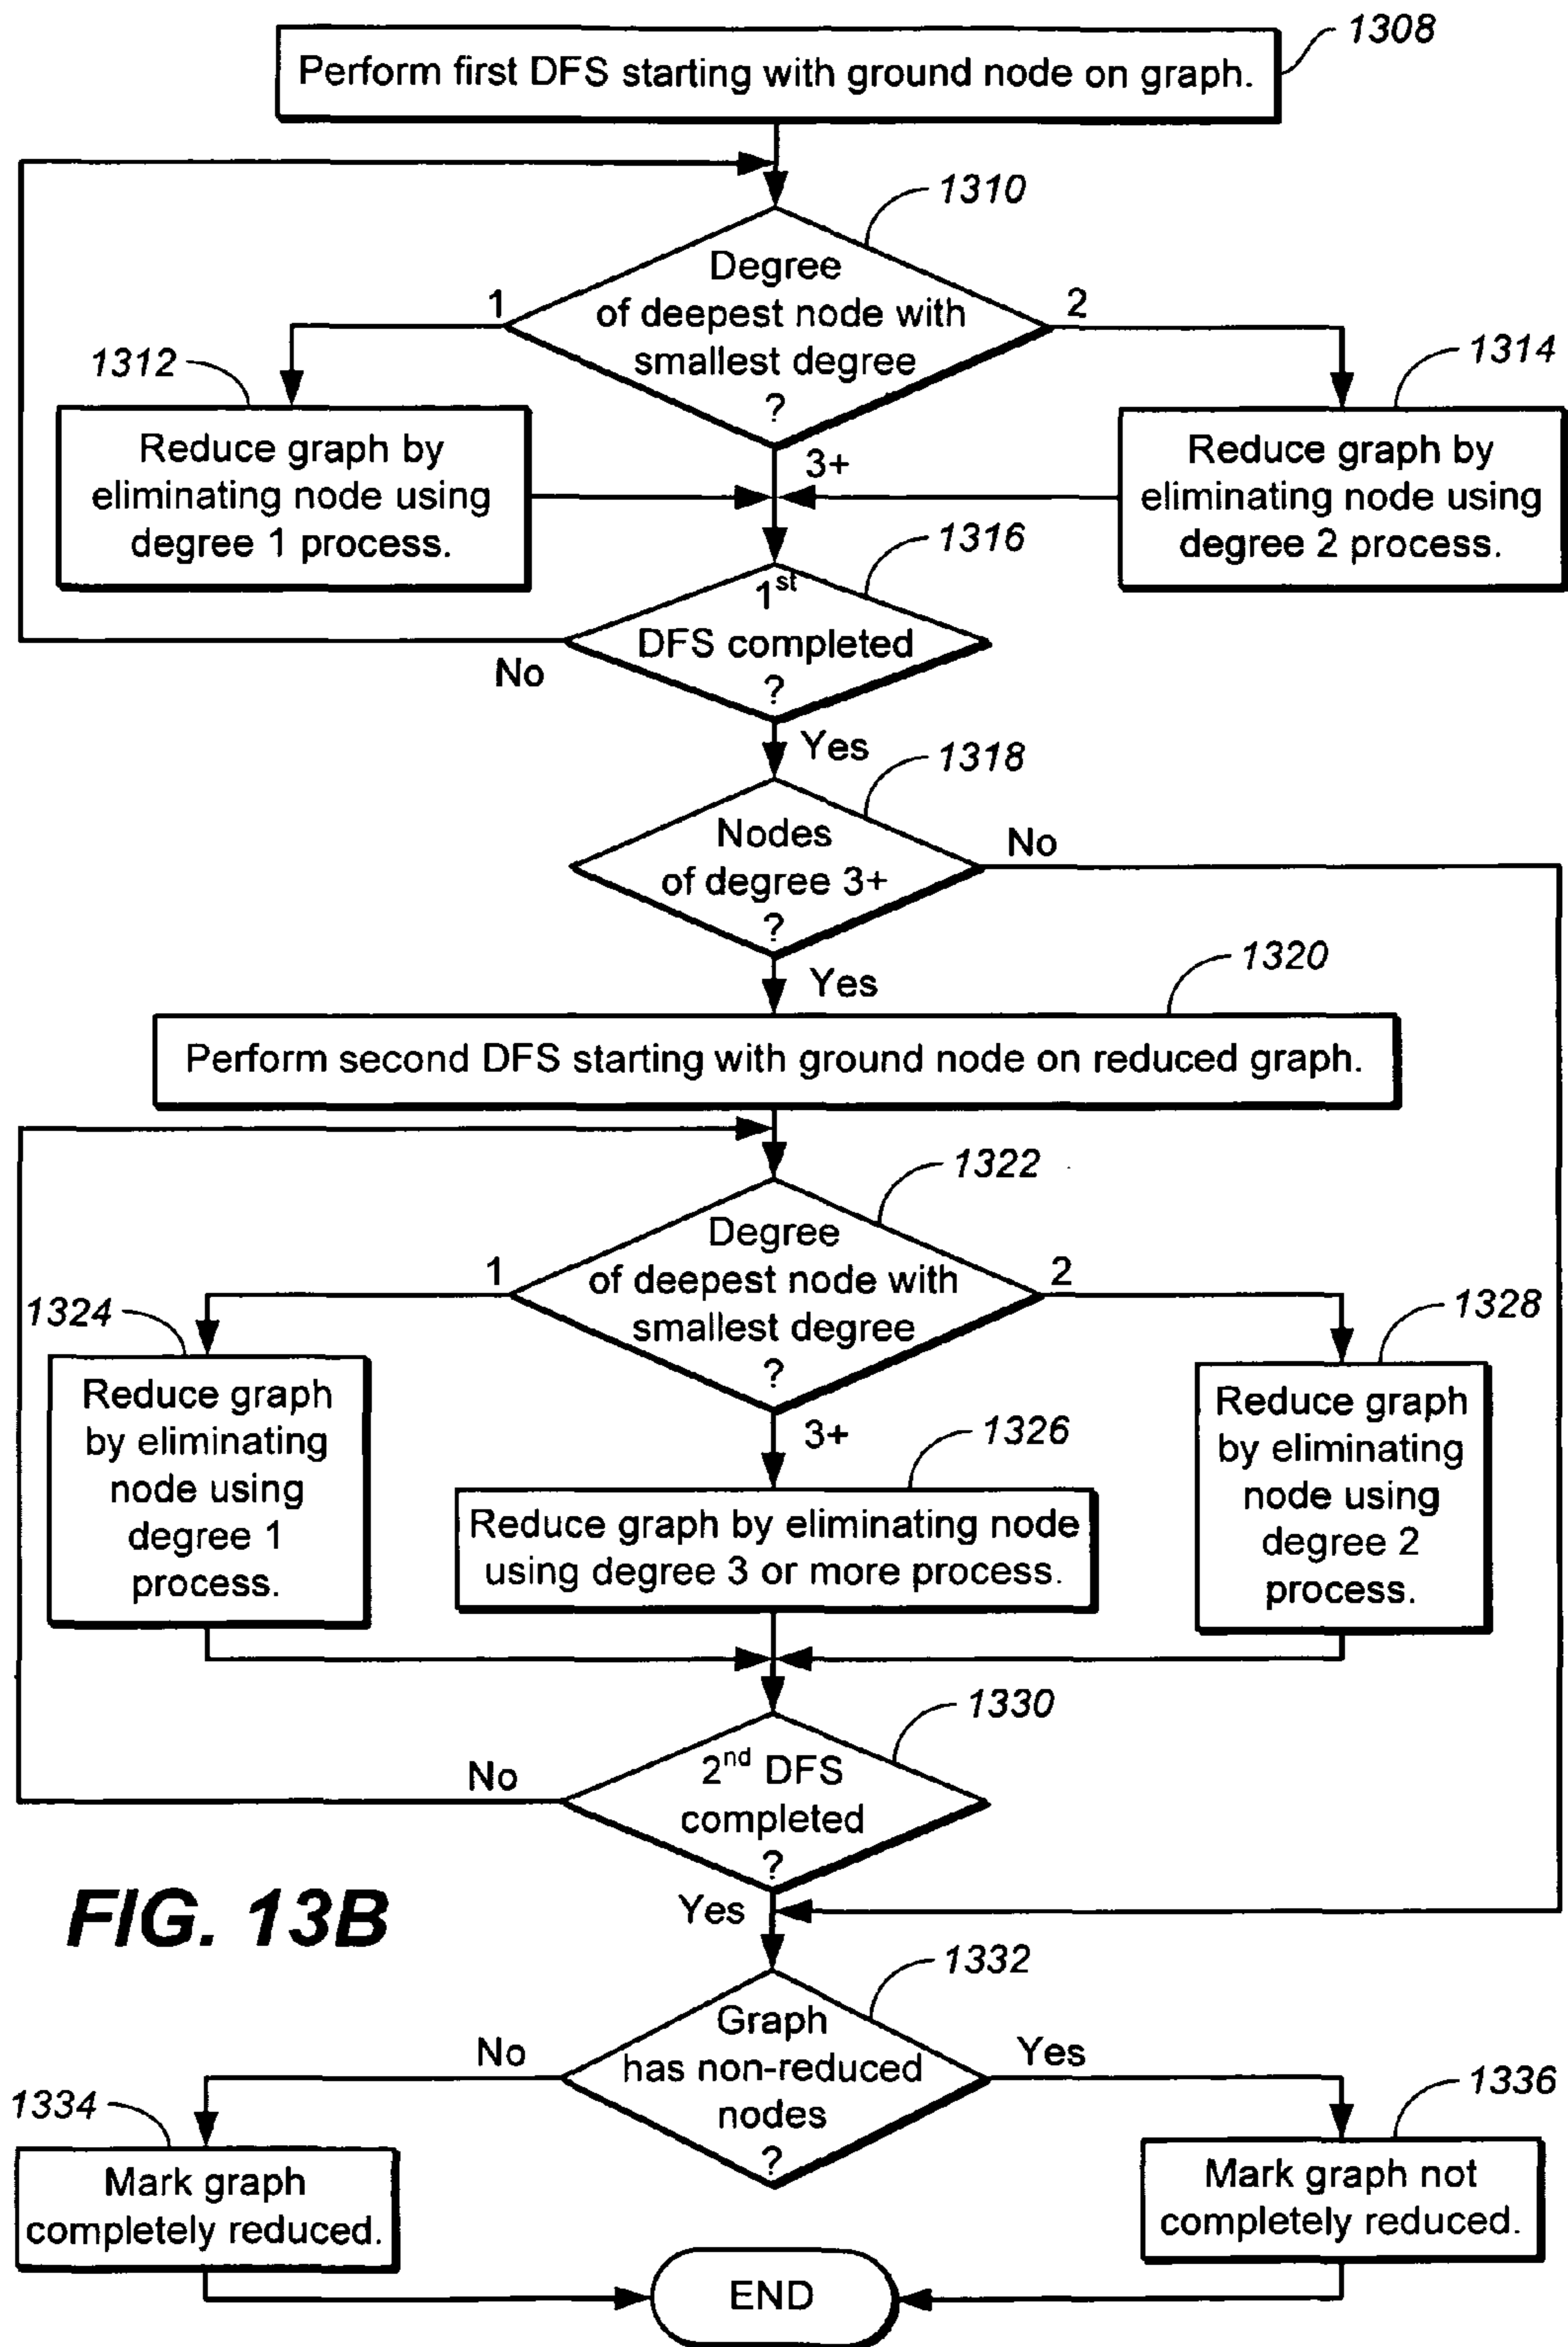 1308
Perform first DFS starting with ground node on graph.
1310
Degree
of deepest node with
smallest degree
?
1
2
3+
1312
Reduce graph by
eliminating node using
degree 1 process.
1314
Reduce graph by
eliminating node using
degree 2 process.
1316
1st
DFS completed
?
No
Yes
1318
Nodes
of degree 3+
?
No
Yes
1320
Perform second DFS starting with ground node on reduced graph.
1322
Degree
of deepest node with
smallest degree
?
1
2
3+
1324
Reduce graph
by eliminating
node using
degree 1
process.
1326
Reduce graph by eliminating node
using degree 3 or more process.
1328
Reduce graph
by eliminating
node using
degree 2
process.
1330
2nd DFS
completed
?
No
Yes
FIG. 13B
1332
Graph
has non-reduced
nodes
?
No
Yes
1334
Mark graph
completely reduced.
1336
Mark graph not
completely reduced.
END